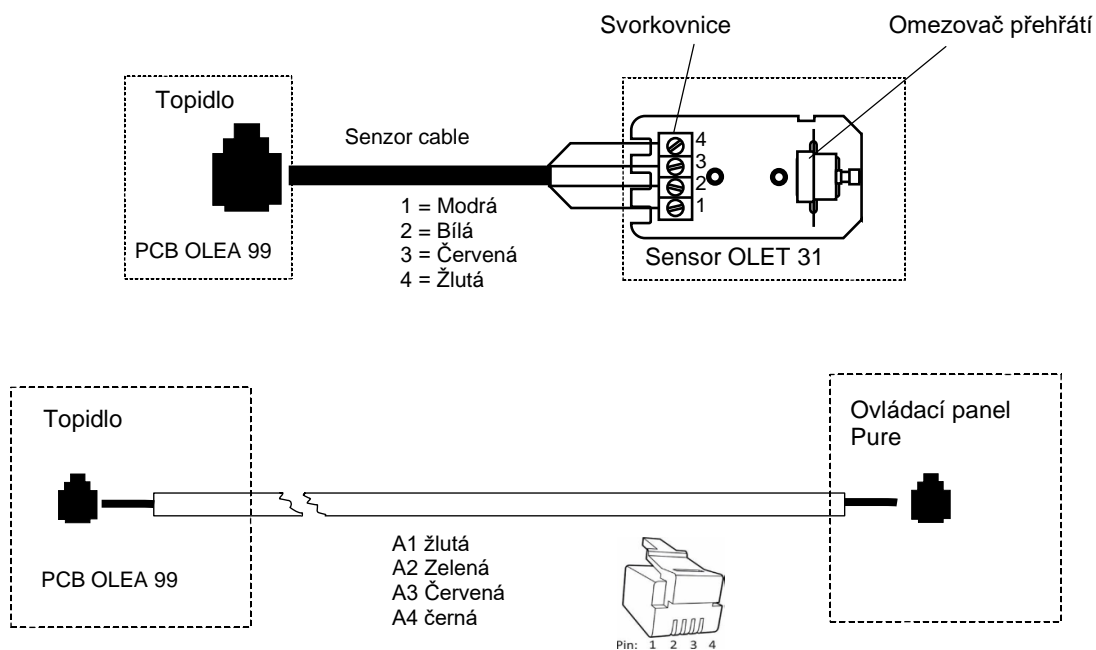 Svorkovnice
Omezovač přehřátí
Topidlo
Senzor cable
4
3
2
1
1 = Modrá
2 = Bílá
3 = Červená
4 = Žlutá
PCB OLEA 99
Sensor OLET 31
Topidlo
Ovládací panel
Pure
A1 žlutá
A2 Zelená
A3 Červená
A4 černá
PCB OLEA 99
Pin: 1 2 3 4